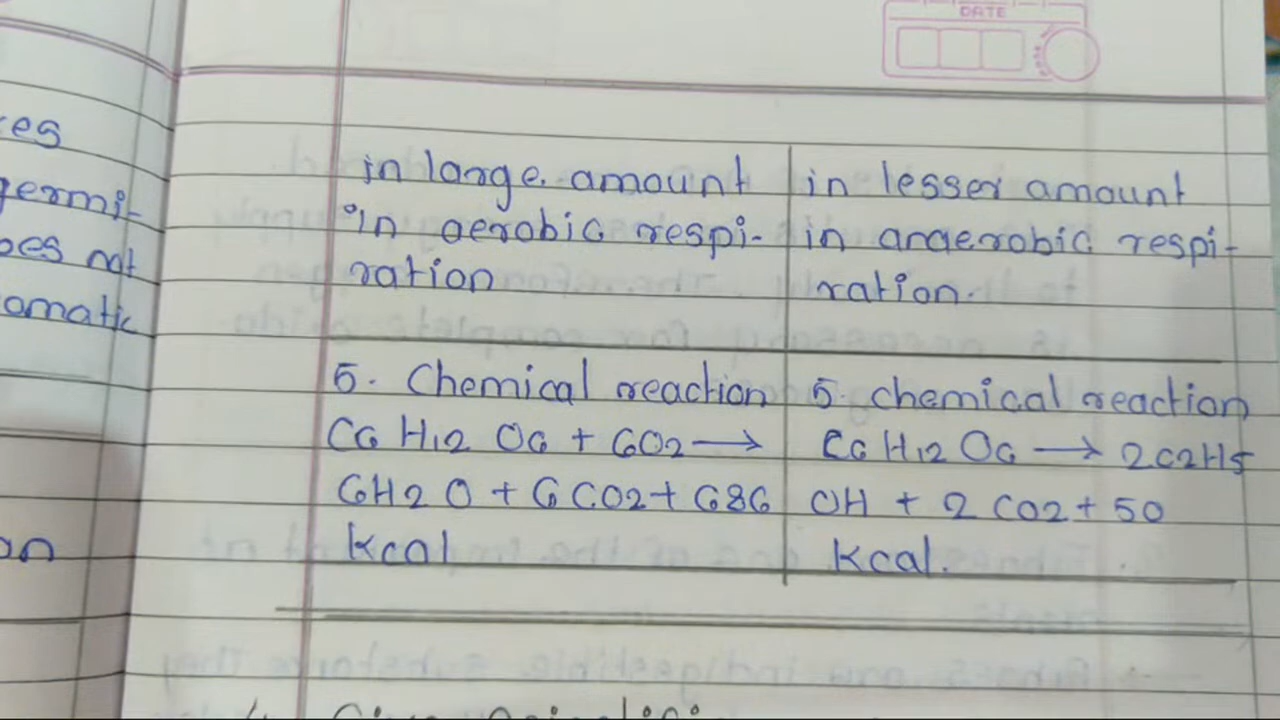 DATE
es
germi-
oes not
omatic
on
in large amount
in aerobic respi-
ration
in lesser amount
in anaerobic respi-
ration.
5. Chemical reaction
C6 H12 O6 + 6O2 →
6H2O + 6CO2 + 686
kcal
5. chemical reaction
C6 H12 O6 → 2C2H5
OH + 2 CO2 + 50
kcal.